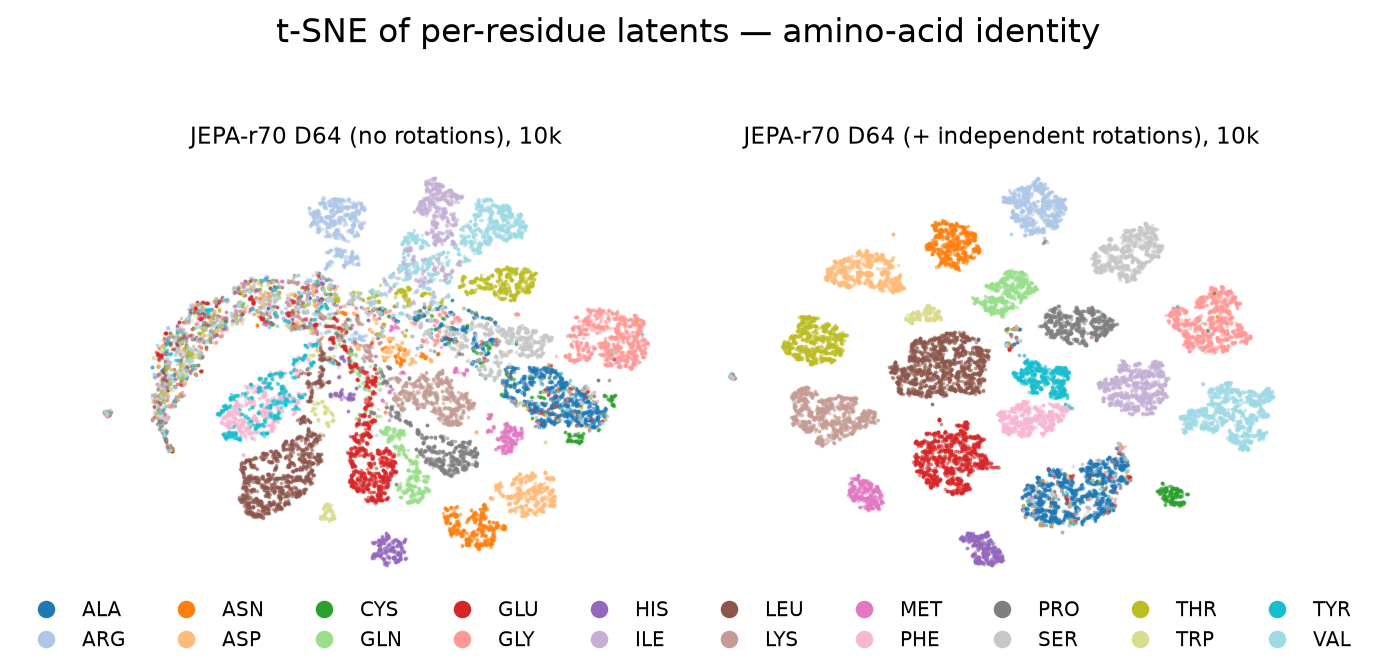 t-SNE of per-residue latents — amino-acid identity
JEPA-r70 D64 (no rotations), 10k
JEPA-r70 D64 (+ independent rotations), 10k
ALA ASN CYS GLU HIS LEU MET PRO THR TYR
ARG ASP GLN GLY ILE LYS PHE SER TRP VAL